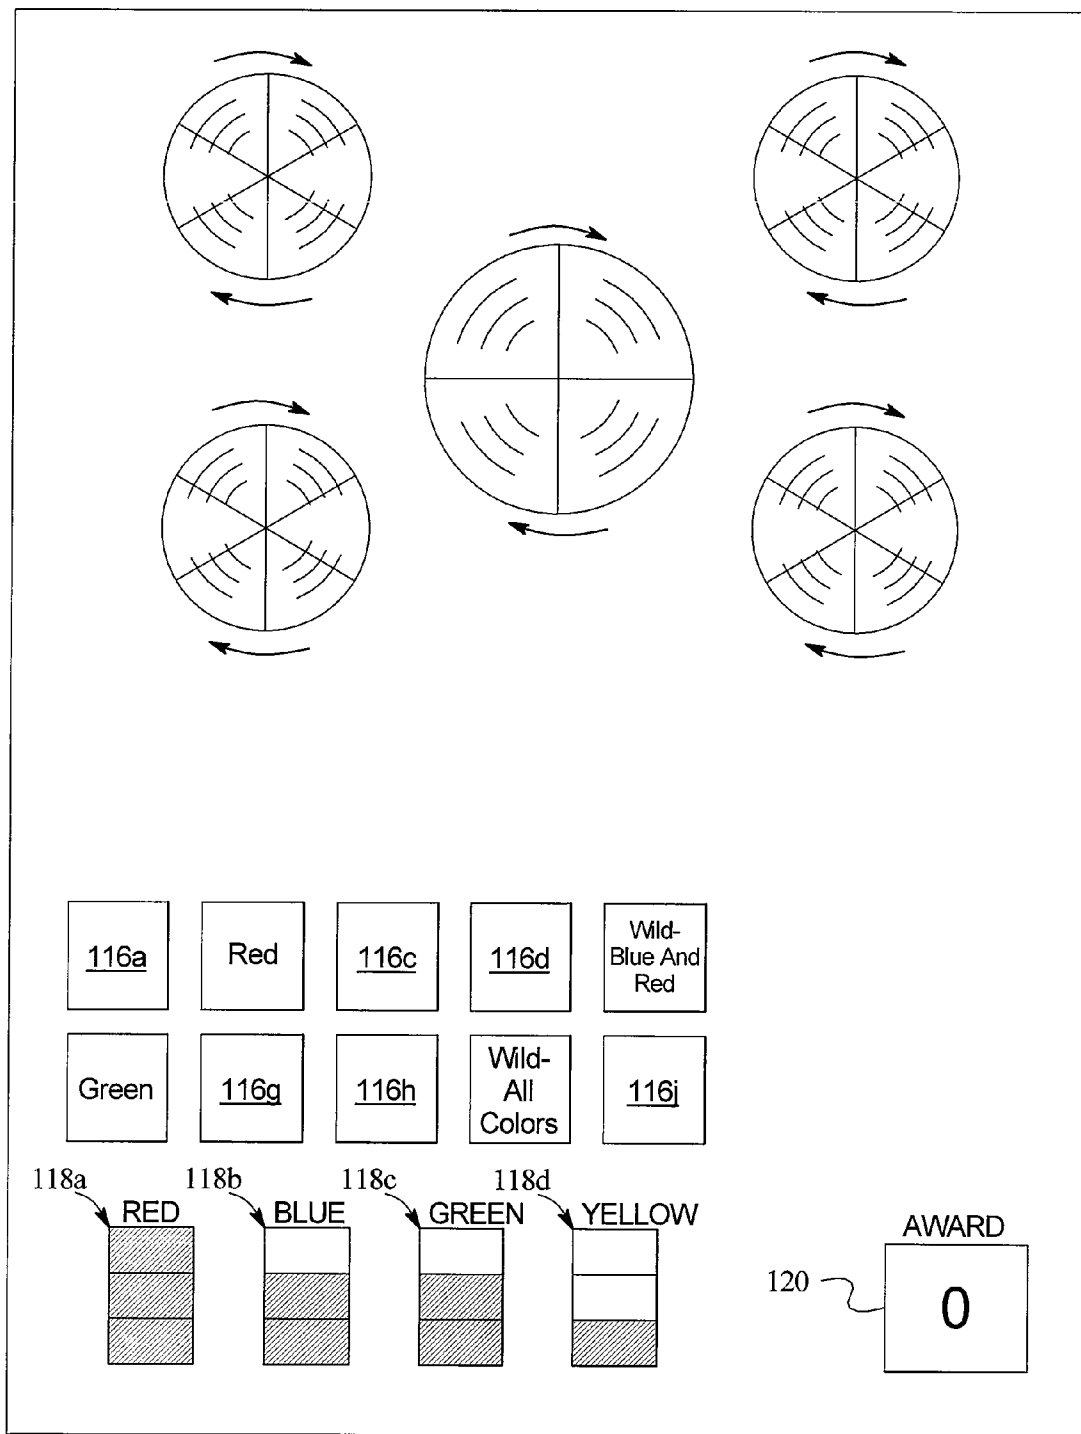 116a
Red
116c
116d
Wild-
Blue And
Red
Green
116g
116h
Wild-
All
Colors
116j
118a
118b
118c
118d
RED
BLUE
GREEN
YELLOW
AWARD
120
0